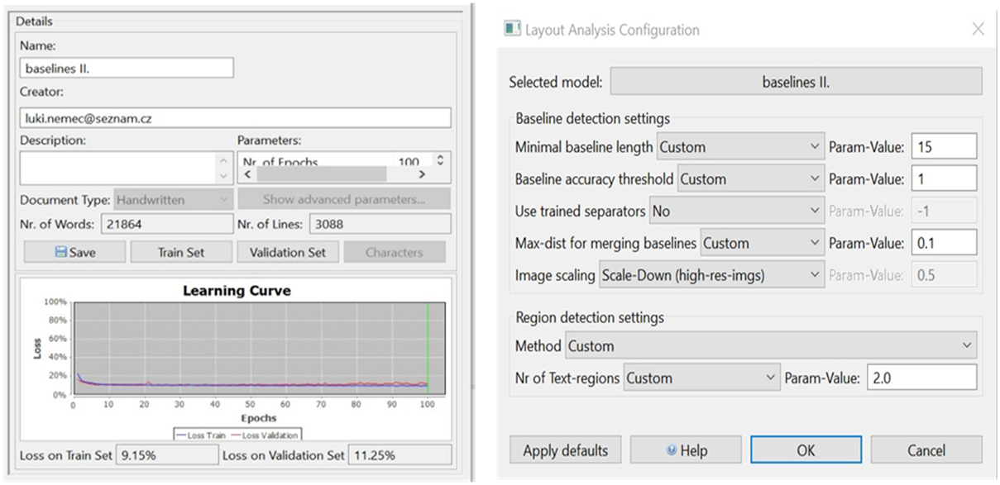 Details
Name:
baselines II.
Creator:
luki.nemec@seznam.cz
Description:
Parameters:
Nr. of Epochs 100
Document Type: Handwritten
Show advanced parameters...
Nr. of Words: 21864
Nr. of Lines: 3088
Save
Train Set
Validation Set
Characters
Learning Curve
100%
80%
60%
40%
20%
0%
Loss
0 10 20 30 40 50 60 70 80 90 100
Epochs
Loss Train Loss Validation
Loss on Train Set 9.15%
Loss on Validation Set 11.25%
Layout Analysis Configuration
Selected model: baselines II.
Baseline detection settings
Minimal baseline length Custom Param-Value: 15
Baseline accuracy threshold Custom Param-Value: 1
Use trained separators No Param-Value: -1
Max-dist for merging baselines Custom Param-Value: 0.1
Image scaling Scale-Down (high-res-imgs) Param-Value: 0.5
Region detection settings
Method Custom
Nr of Text-regions Custom Param-Value: 2.0
Apply defaults
Help
OK
Cancel